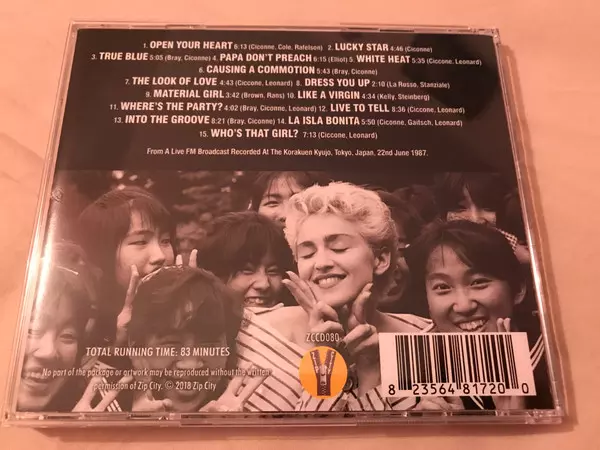 1. OPEN YOUR HEART 6:13 (Ciconne, Cole, Rafelson) 2. LUCKY STAR 4:46 (Ciconne)
3. TRUE BLUE 5:05 (Bray, Ciconne) 4. PAPA DON'T PREACH 6:15 (Elliot) 5. WHITE HEAT 5:35 (Ciccone, Leonard)
6. CAUSING A COMMOTION 5:43 (Bray, Ciconne)
7. THE LOOK OF LOVE 4:43 (Ciccone, Leonard) 8. DRESS YOU UP 2:10 (La Rosso, Stanziale)
9. MATERIAL GIRL 3:42 (Brown, Rans) 10. LIKE A VIRGIN 4:34 (Kelly, Steinberg)
11. WHERE'S THE PARTY? 4:02 (Bray, Ciconne, Leonard) 12. LIVE TO TELL 8:36 (Ciccone, Leonard)
13. INTO THE GROOVE 8:21 (Bray, Ciccone) 14. LA ISLA BONITA 5:50 (Ciconne, Gaitsch, Leonard)
15. WHO'S THAT GIRL? 7:13 (Ciccone, Leonard)
From A Live FM Broadcast Recorded At The Korakuen Kyujo, Tokyo, Japan, 22nd June 1987.
ZCCD080
TOTAL RUNNING TIME: 83 MINUTES
No part of the package or artwork may be reproduced without the written
permission of Zip City. © 2018 Zip City
8 23564 81720 0